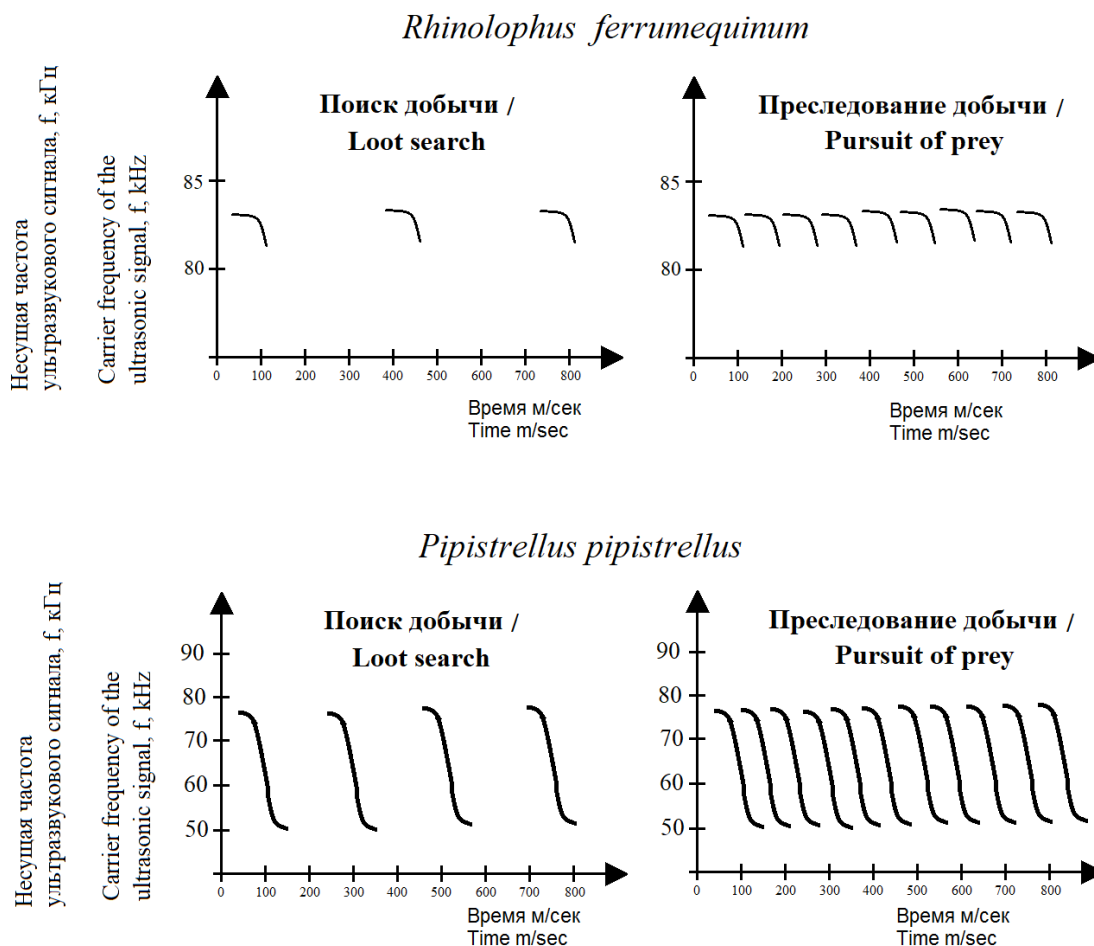 Rhinolophus ferrumequinum
Несущая частота
ультразвукового сигнала, f, кГц
Carrier frequency of the
ultrasonic signal, f, kHz
Поиск добычи /
Loot search
85
80
0 100 200 300 400 500 600 700 800
Время м/сек
Time m/sec
Преследование добычи /
Pursuit of prey
85
80
0 100 200 300 400 500 600 700 800
Время м/сек
Time m/sec
Pipistrellus pipistrellus
Несущая частота
ультразвукового сигнала, f, кГц
Carrier frequency of the
ultrasonic signal, f, kHz
Поиск добычи /
Loot search
90
80
70
60
50
0 100 200 300 400 500 600 700 800
Время м/сек
Time m/sec
Преследование добычи /
Pursuit of prey
90
80
70
60
50
0 100 200 300 400 500 600 700 800
Время м/сек
Time m/sec